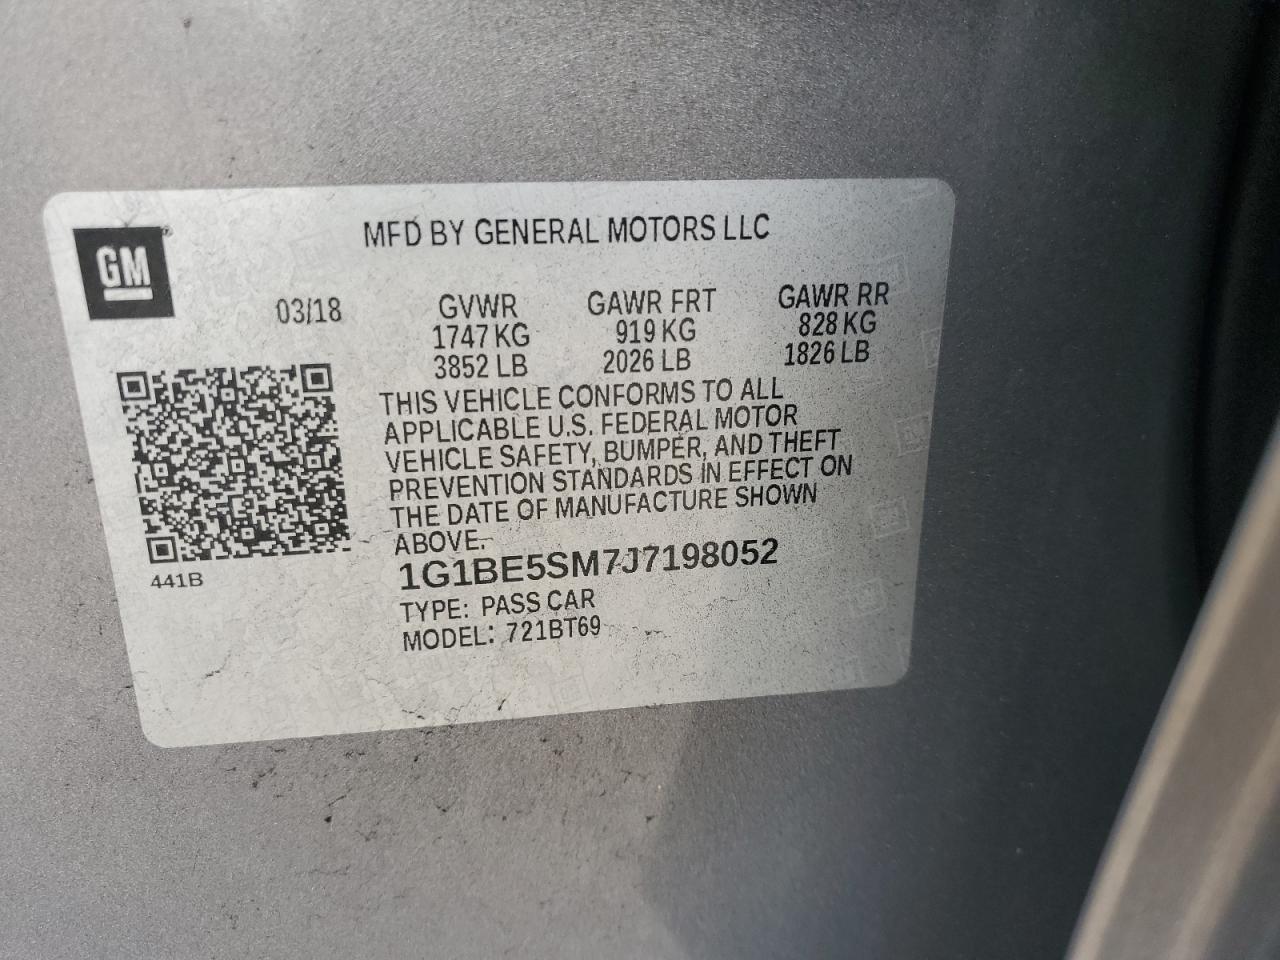 GM
MFD BY GENERAL MOTORS LLC
03/18 GVWR GAWR FRT GAWR RR
1747 KG 919 KG 828 KG
3852 LB 2026 LB 1826 LB
THIS VEHICLE CONFORMS TO ALL
APPLICABLE U.S. FEDERAL MOTOR
VEHICLE SAFETY, BUMPER, AND THEFT
PREVENTION STANDARDS IN EFFECT ON
THE DATE OF MANUFACTURE SHOWN
ABOVE.
441B
1G1BE5SM7J7198052
TYPE: PASS CAR
MODEL: 721BT69